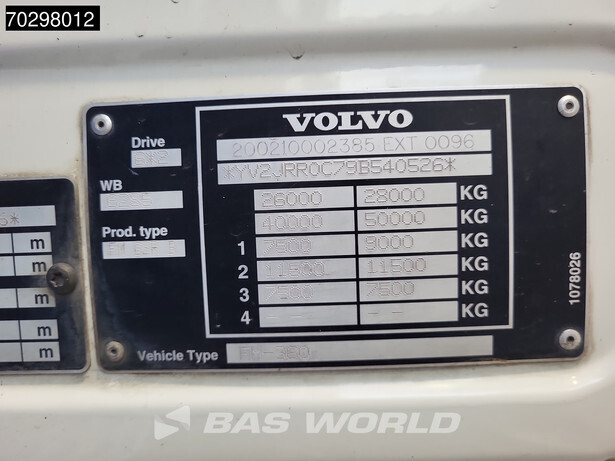 70298012
VOLVO
Drive
200210002385 EXT 0096
*YV2JRR0C79B540526*
WB
26000 28000 KG
40000 50000 KG
Prod. type
1 7500 8000 KG
m
2 11500 11500 KG
m
3 7500 7500 KG
m
4 - - - - KG
m
m
Vehicle Type
1078026
BAS WORLD